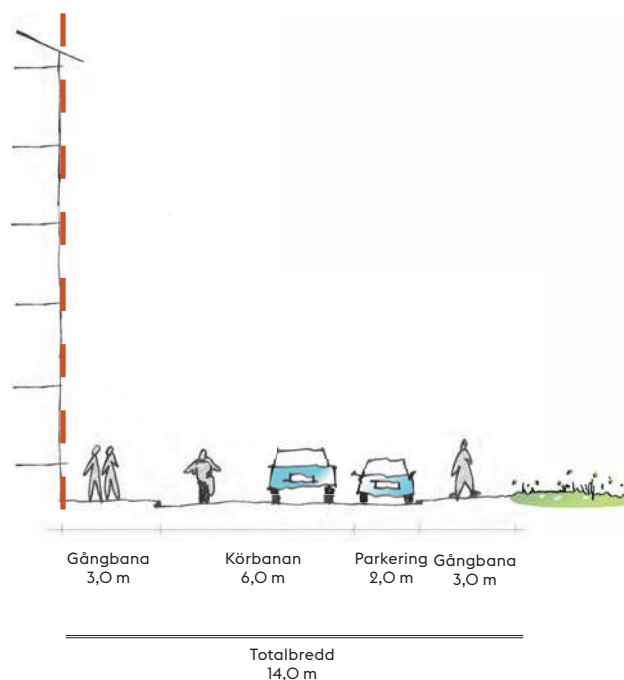 Gångbana
3,0 m
Körbanan
6,0 m
Parkering
2,0 m
Gångbana
3,0 m
Totalbredd
14,0 m